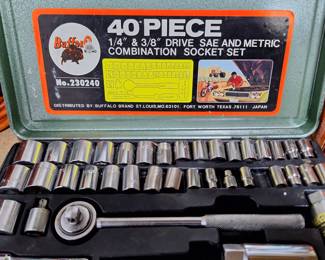 Buffalo
40 PIECE
1/4" & 3/8" DRIVE SAE AND METRIC
COMBINATION SOCKET SET
No.230240
DISTRIBUTED BY BUFFALO BRAND ST.LOUIS,MO.63101. FORT WORTH TEXAS.76111 JAPAN